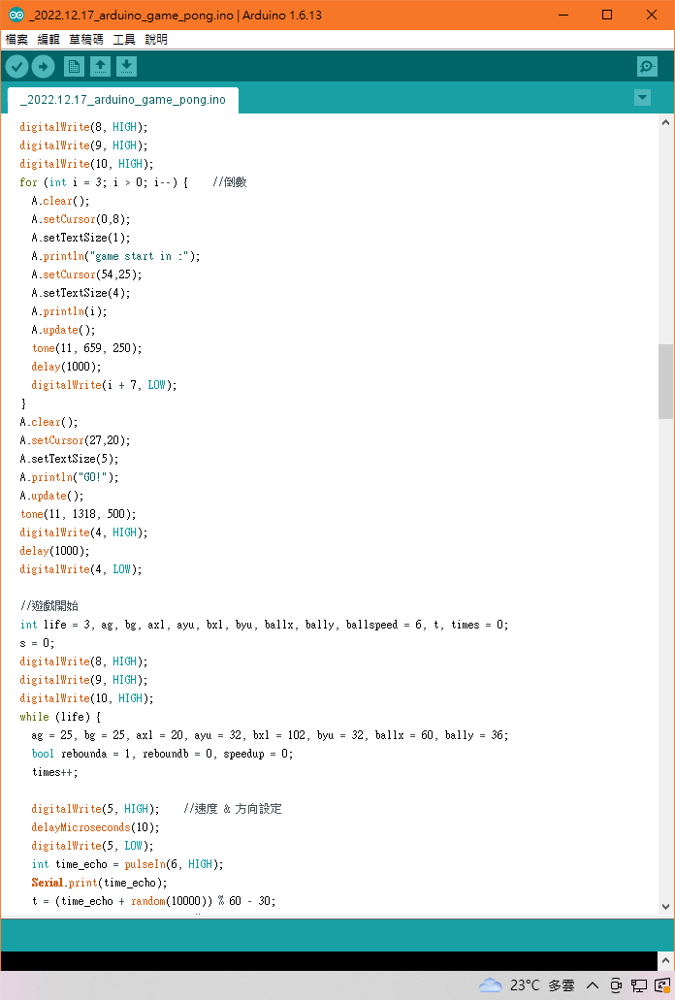 _2022.12.17_arduino_game_pong.ino | Arduino 1.6.13
檔案 編輯 草稿碼 工具 說明
_2022.12.17_arduino_game_pong.ino
digitalWrite(8, HIGH);
digitalWrite(9, HIGH);
digitalWrite(10, HIGH);
for (int i = 3; i > 0; i--) {    //倒數
  A.clear();
  A.setCursor(0,8);
  A.setTextSize(1);
  A.println("game start in :");
  A.setCursor(54,25);
  A.setTextSize(4);
  A.println(i);
  A.update();
  tone(11, 659, 250);
  delay(1000);
  digitalWrite(i + 7, LOW);
}
A.clear();
A.setCursor(27,20);
A.setTextSize(5);
A.println("GO!");
A.update();
tone(11, 1318, 500);
digitalWrite(4, HIGH);
delay(1000);
digitalWrite(4, LOW);
//遊戲開始
int life = 3, ag, bg, axl, ayu, bxl, byu, ballx, bally, ballspeed = 6, t, times = 0;
s = 0;
digitalWrite(8, HIGH);
digitalWrite(9, HIGH);
digitalWrite(10, HIGH);
while (life) {
  ag = 25, bg = 25, axl = 20, ayu = 32, bxl = 102, byu = 32, ballx = 60, bally = 36;
  bool rebounda = 1, reboundb = 0, speedup = 0;
  times++;
  digitalWrite(5, HIGH);    //速度 & 方向設定
  delayMicroseconds(10);
  digitalWrite(5, LOW);
  int time_echo = pulseIn(6, HIGH);
  Serial.print(time_echo);
  t = (time_echo + random(10000)) % 60 - 30;
23°C 多雲